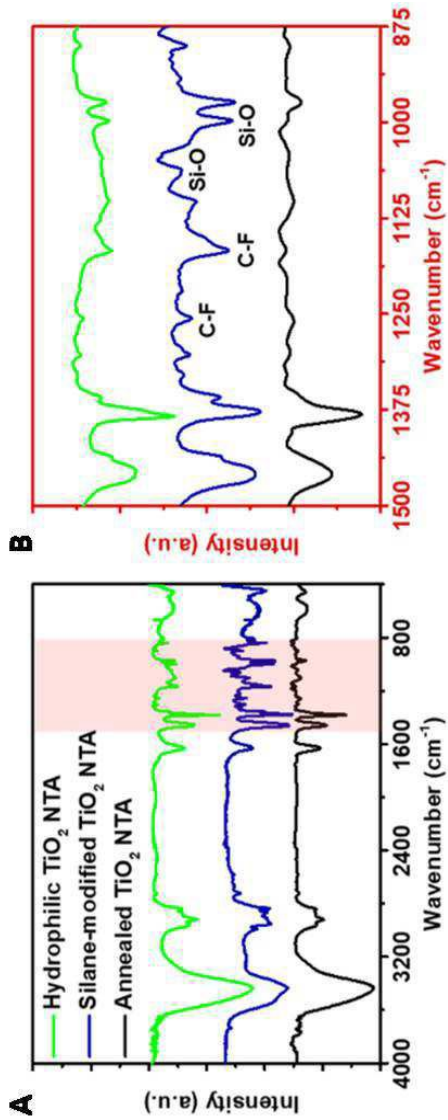 A
Intensity (a.u.)
Hydrophilic TiO2 NTA
Silane-modified TiO2 NTA
Annealed TiO2 NTA
4000 3200 2400 1600 800
Wavenumber (cm-1)
B
Intensity (a.u.)
C-F
C-F
Si-O
Si-O
1500 1375 1250 1125 1000 875
Wavenumber (cm-1)